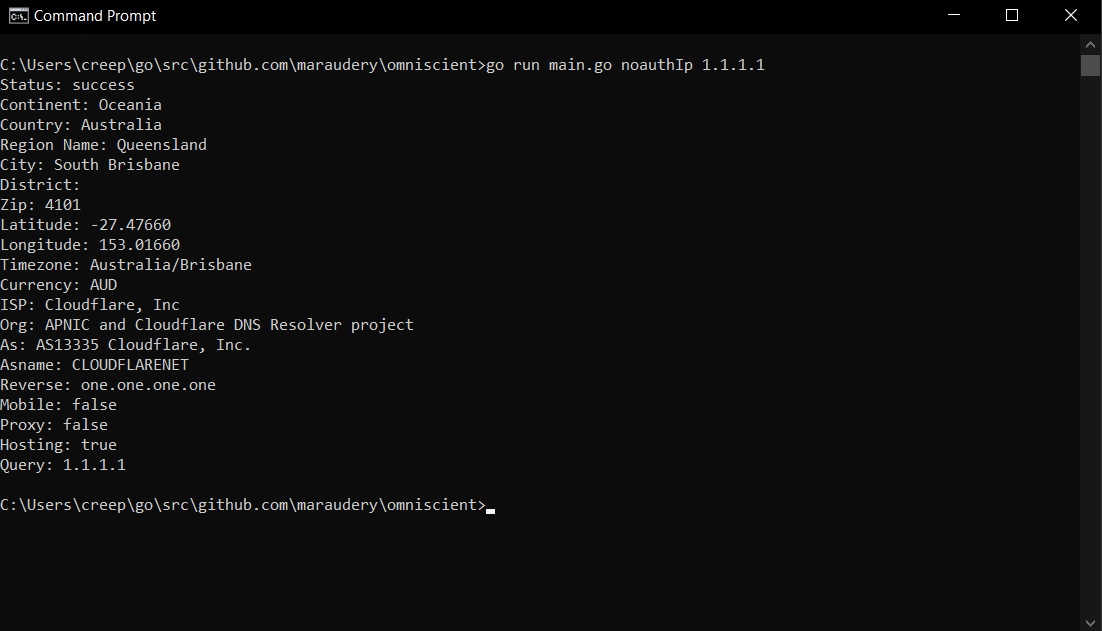 Command Prompt
C:\Users\creep\go\src\github.com\maraudery\omniscient>go run main.go noauthIp 1.1.1.1
Status: success
Continent: Oceania
Country: Australia
Region Name: Queensland
City: South Brisbane
District:
Zip: 4101
Latitude: -27.47660
Longitude: 153.01660
Timezone: Australia/Brisbane
Currency: AUD
ISP: Cloudflare, Inc
Org: APNIC and Cloudflare DNS Resolver project
As: AS13335 Cloudflare, Inc.
Asname: CLOUDFLARENET
Reverse: one.one.one.one
Mobile: false
Proxy: false
Hosting: true
Query: 1.1.1.1
C:\Users\creep\go\src\github.com\maraudery\omniscient>